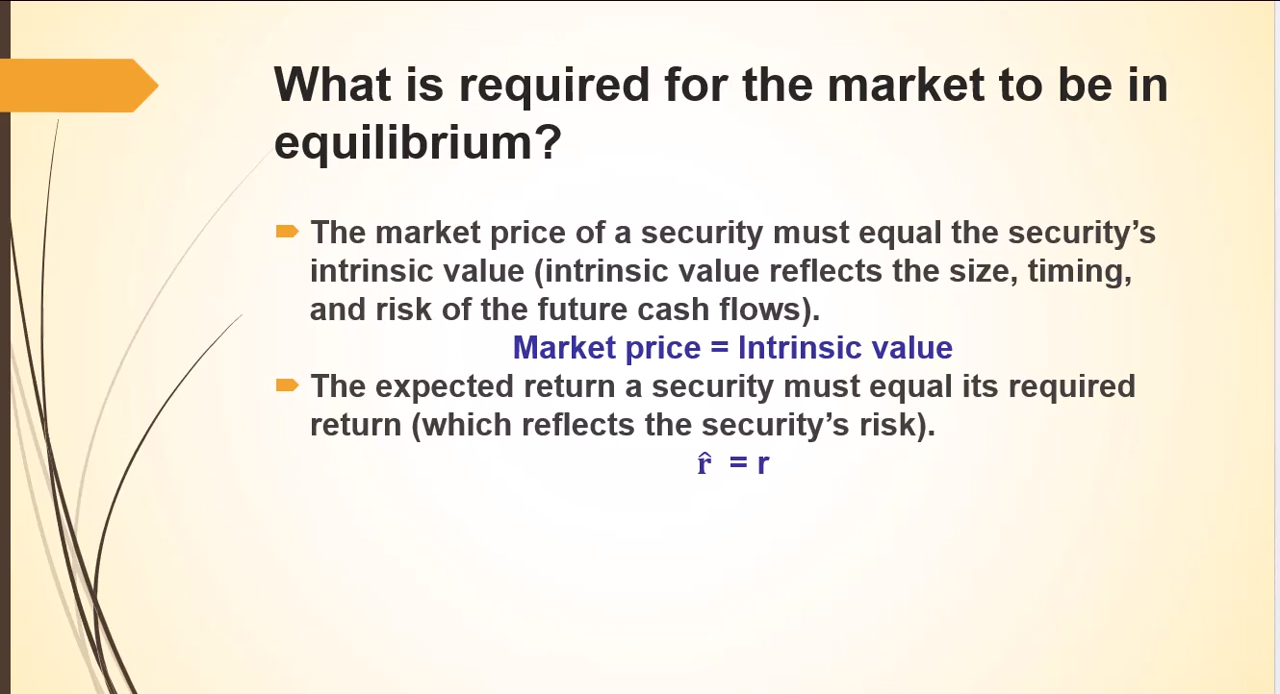 What is required for the market to be in
equilibrium?
The market price of a security must equal the security’s
intrinsic value (intrinsic value reflects the size, timing,
and risk of the future cash flows).
Market price = Intrinsic value
The expected return a security must equal its required
return (which reflects the security’s risk).
r̂ = r